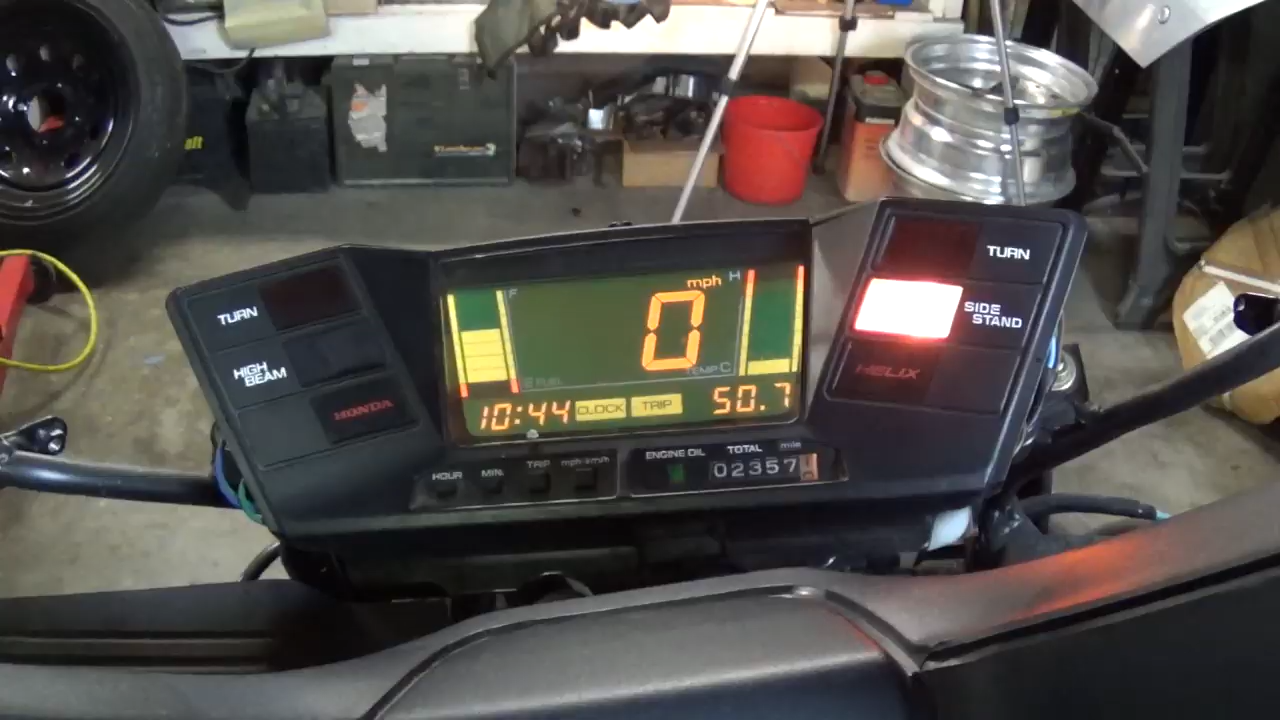 TURN
HIGH
BEAM
HONDA
F
mph H
0
E FUEL
TEMP C
10:44 CLOCK TRIP 50.7
HOUR MIN. TRIP mph↔km/h
ENGINE OIL TOTAL mile
02357
TURN
SIDE
STAND
HELIX